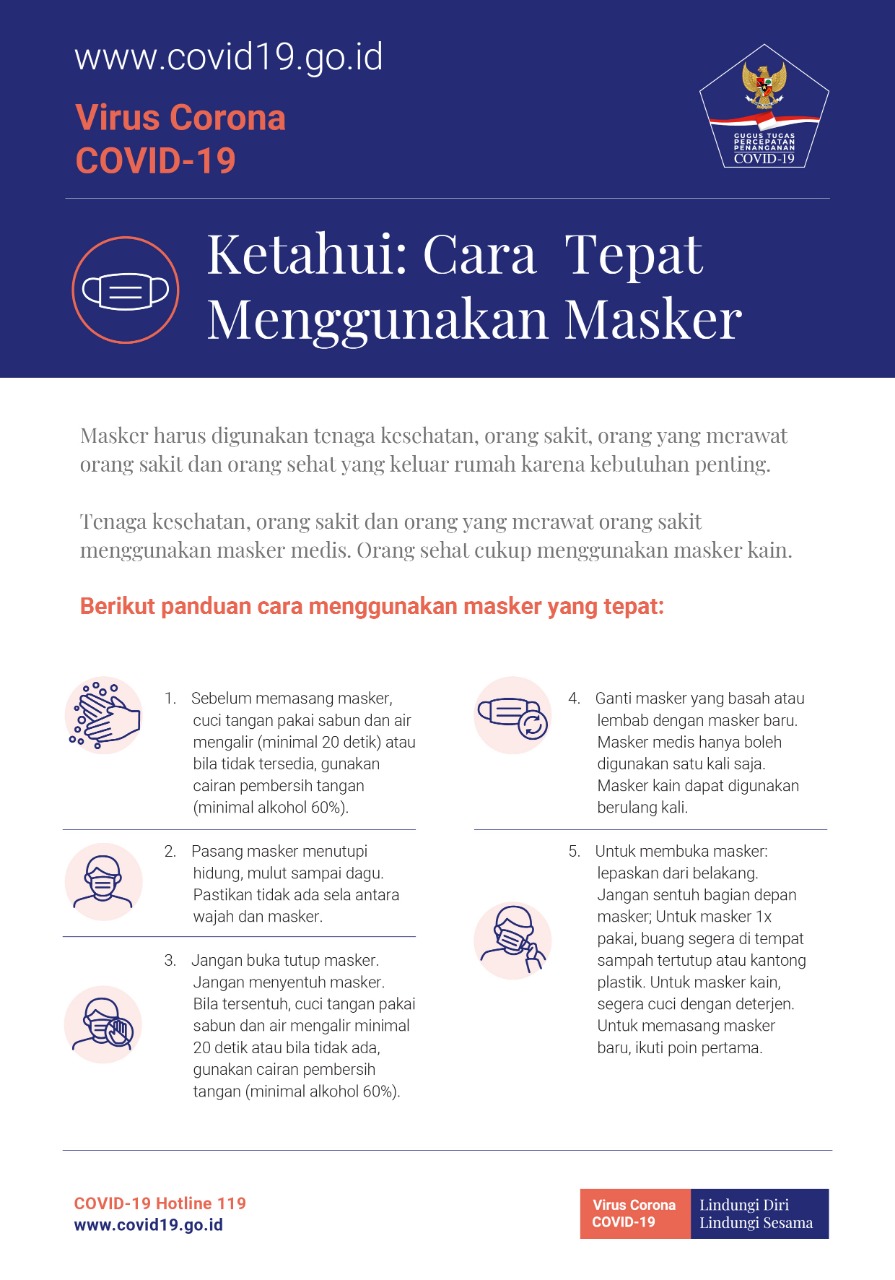 www.covid19.go.id
Virus Corona
COVID-19
GUGUS TUGAS
PERCEPATAN
PENANGANAN
COVID-19
Ketahui: Cara Tepat
Menggunakan Masker
Masker harus digunakan tenaga kesehatan, orang sakit, orang yang merawat
orang sakit dan orang sehat yang keluar rumah karena kebutuhan penting.
Tenaga kesehatan, orang sakit dan orang yang merawat orang sakit
menggunakan masker medis. Orang sehat cukup menggunakan masker kain.
Berikut panduan cara menggunakan masker yang tepat:
1. Sebelum memasang masker,
cuci tangan pakai sabun dan air
mengalir (minimal 20 detik) atau
bila tidak tersedia, gunakan
cairan pembersih tangan
(minimal alkohol 60%).
2. Pasang masker menutupi
hidung, mulut sampai dagu.
Pastikan tidak ada sela antara
wajah dan masker.
3. Jangan buka tutup masker.
Jangan menyentuh masker.
Bila tersentuh, cuci tangan pakai
sabun dan air mengalir minimal
20 detik atau bila tidak ada,
gunakan cairan pembersih
tangan (minimal alkohol 60%).
4. Ganti masker yang basah atau
lembab dengan masker baru.
Masker medis hanya boleh
digunakan satu kali saja.
Masker kain dapat digunakan
berulang kali.
5. Untuk membuka masker:
lepaskan dari belakang.
Jangan sentuh bagian depan
masker; Untuk masker 1x
pakai, buang segera di tempat
sampah tertutup atau kantong
plastik. Untuk masker kain,
segera cuci dengan deterjen.
Untuk memasang masker
baru, ikuti poin pertama.
COVID-19 Hotline 119
www.covid19.go.id
Virus Corona
COVID-19
Lindungi Diri
Lindungi Sesama